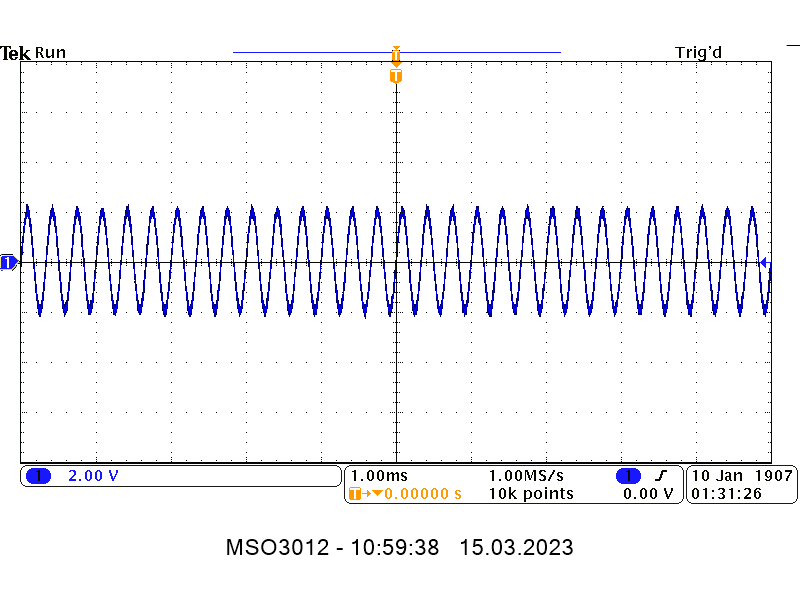 Tek Run Trig'd
T
T
1
1 2.00 V
1.00ms 1.00MS/s 1
T→▼0.00000 s 10k points 0.00 V
10 Jan 1907
01:31:26
MSO3012 - 10:59:38 15.03.2023